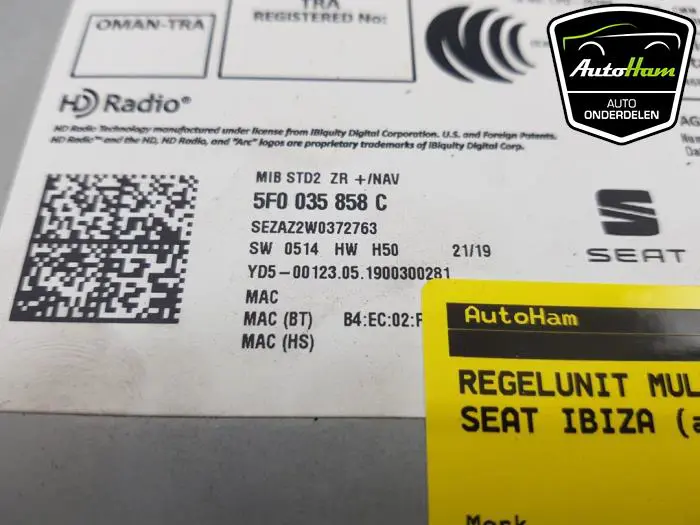 OMAN-TRA
TRA
REGISTERED No:
HD Radio®
HD Radio Technology manufactured under license from iBiquity Digital Corporation. U.S. and Foreign Patents.
HD Radio™ and the HD, HD Radio, and "Arc" logos are proprietary trademarks of iBiquity Digital Corp.
AutoHam
AUTO
ONDERDELEN
MIB STD2 ZR +/NAV
5F0 035 858 C
SEZAZ2W0372763
SW 0514 HW H50 21/19
YD5-00123.05.1900300281
MAC
MAC (BT) B4:EC:02:F
MAC (HS)
SEAT
AG
AutoHam
REGELUNIT MUL
SEAT IBIZA (a
Merk